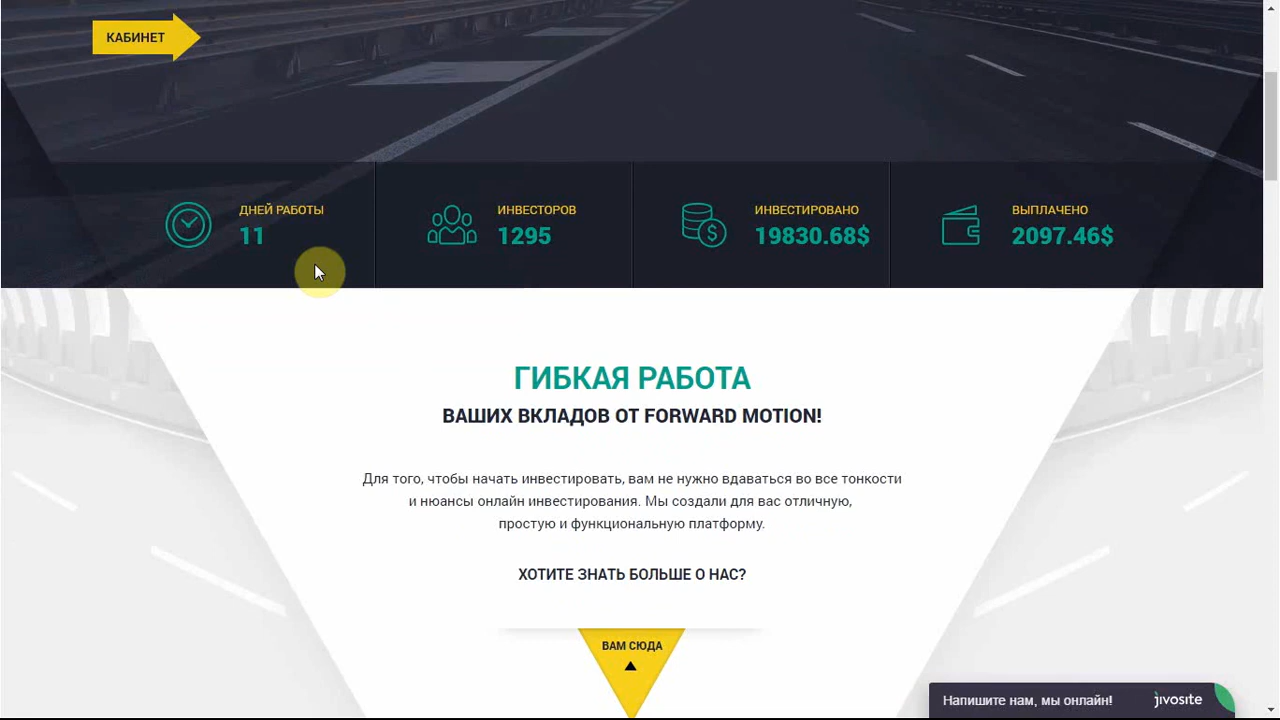 КАБИНЕТ
ДНЕЙ РАБОТЫ
11
ИНВЕСТОРОВ
1295
ИНВЕСТИРОВАНО
19830.68$
ВЫПЛАЧЕНО
2097.46$
ГИБКАЯ РАБОТА
ВАШИХ ВКЛАДОВ ОТ FORWARD MOTION!
Для того, чтобы начать инвестировать, вам не нужно вдаваться во все тонкости
и нюансы онлайн инвестирования. Мы создали для вас отличную,
простую и функциональную платформу.
ХОТИТЕ ЗНАТЬ БОЛЬШЕ О НАС?
ВАМ СЮДА
Напишите нам, мы онлайн! jivosite